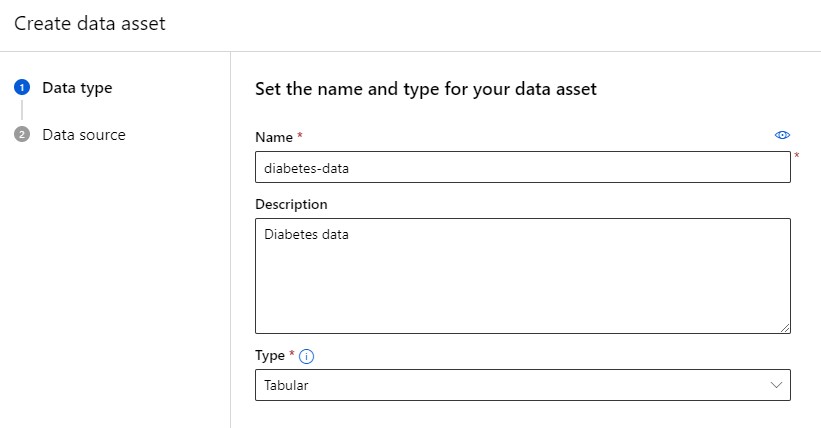 Create data asset
1 Data type
2 Data source
Set the name and type for your data asset
Name *
diabetes-data
*
Description
Diabetes data
Type * i
Tabular